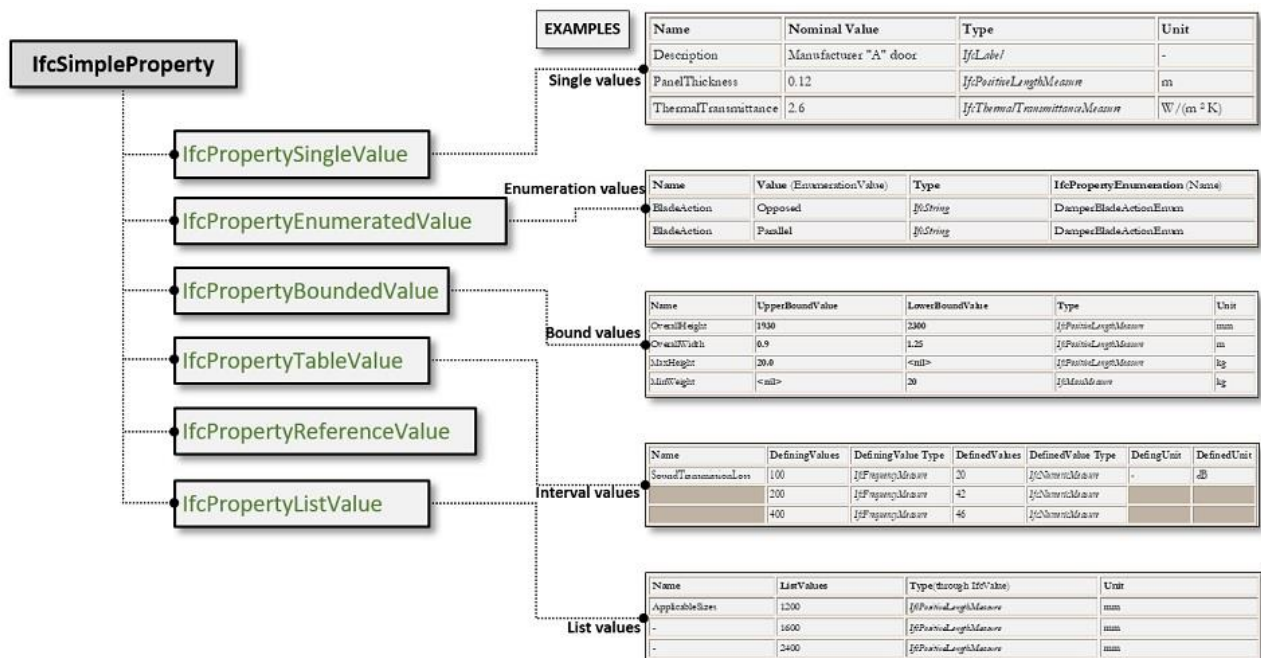 EXAMPLES
IfcSimpleProperty
IfcPropertySingleValue
IfcPropertyEnumeratedValue
IfcPropertyBoundedValue
IfcPropertyTableValue
IfcPropertyReferenceValue
IfcPropertyListValue
Single values
Name Nominal Value Type Unit
Description Manufacturer "A" door IfcLabel -
PanelThickness 0.12 IfcPositiveLengthMeasure m
ThermalTransmittance 2.6 IfcThermalTransmittanceMeasure W/(m² K)
Enumeration values
Name Value (EnumerationValue) Type IfcPropertyEnumeration (Name)
BladeAction Opposed IfcString DamperBladeActionEnum
BladeAction Parallel IfcString DamperBladeActionEnum
Bound values
Name UpperBoundValue LowerBoundValue Type Unit
OverallHeight 1930 2300 IfcPositiveLengthMeasure mm
OverallWidth 0.9 1.25 IfcPositiveLengthMeasure m
MaxHeight 20.0 <nil> IfcPositiveLengthMeasure kg
MinWeight <nil> 20 IfcMassMeasure kg
Interval values
Name DefiningValues DefiningValue Type DefinedValues DefinedValue Type DefingUnit DefinedUnit
SoundTransmissionLoss 100 IfcFrequencyMeasure 20 IfcNumericMeasure - dB
200 IfcFrequencyMeasure 42 IfcNumericMeasure
400 IfcFrequencyMeasure 46 IfcNumericMeasure
List values
Name ListValues Type(through IfcValue) Unit
ApplicableSizes 1200 IfcPositiveLengthMeasure mm
- 1600 IfcPositiveLengthMeasure mm
- 2400 IfcPositiveLengthMeasure mm